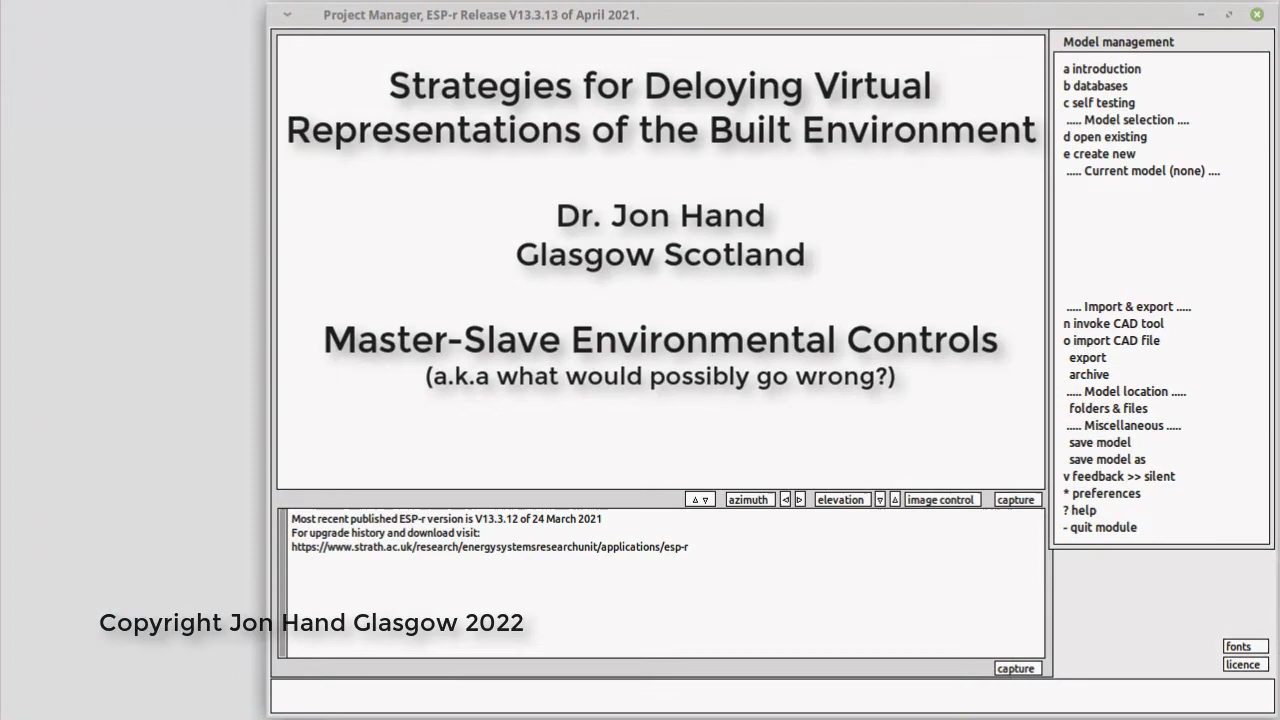 Project Manager, ESP-r Release V13.3.13 of April 2021.
Strategies for Deloying Virtual
Representations of the Built Environment
Dr. Jon Hand
Glasgow Scotland
Master-Slave Environmental Controls
(a.k.a what would possibly go wrong?)
azimuth
elevation
image control
capture
Most recent published ESP-r version is V13.3.12 of 24 March 2021
For upgrade history and download visit:
https://www.strath.ac.uk/research/energysystemsresearchunit/applications/esp-r
Copyright Jon Hand Glasgow 2022
capture
Model management
a introduction
b databases
c self testing
..... Model selection ....
d open existing
e create new
..... Current model (none) ....
..... Import & export .....
n invoke CAD tool
o import CAD file
export
archive
..... Model location .....
folders & files
..... Miscellaneous .....
save model
save model as
v feedback >> silent
* preferences
? help
- quit module
fonts
licence